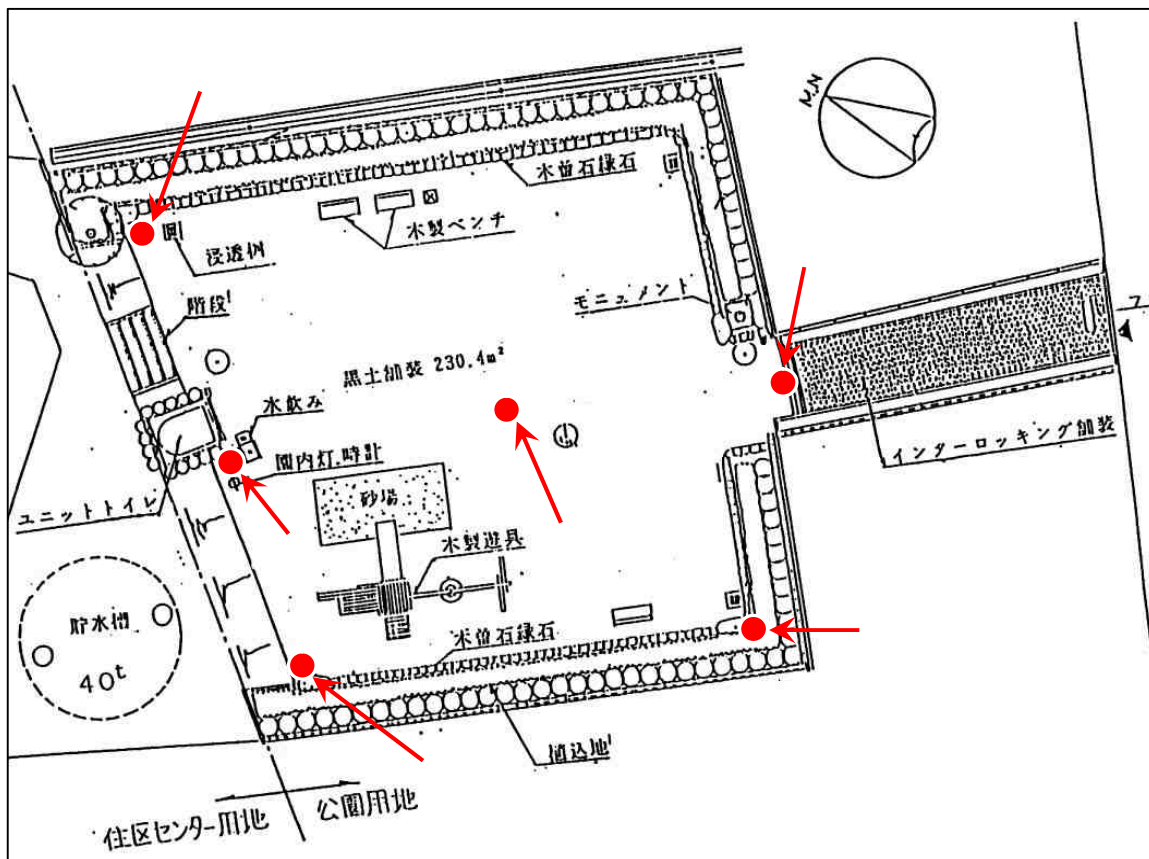 M.N
木曽石縁石
木製ベンチ
浸透桝
階段
モニュメント
黒土舗装 230.4m²
水飲み
園内灯.時計
インターロッキング舗装
砂場
ユニットトイレ
木製遊具
貯水槽
40t
木曽石縁石
植込地
住区センター用地
公園用地